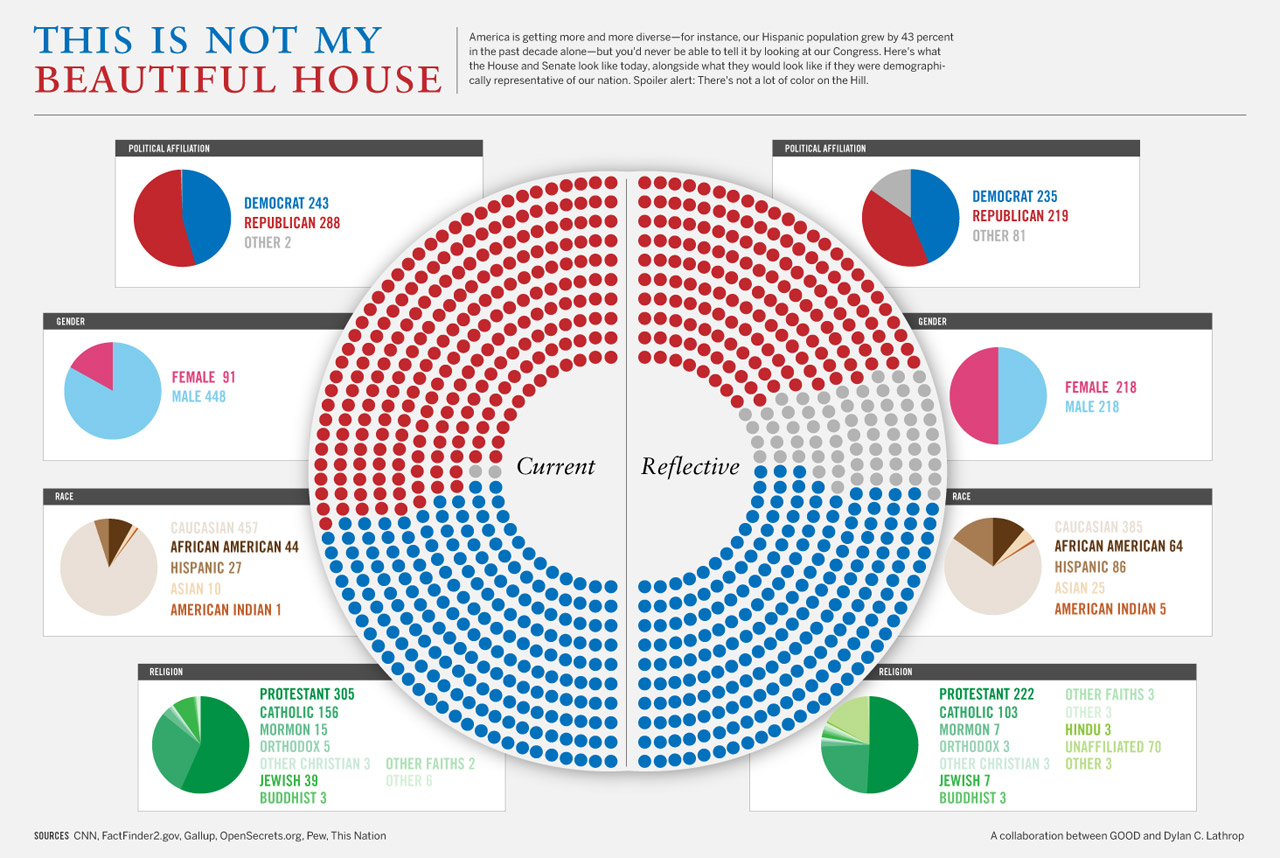 THIS IS NOT MY
BEAUTIFUL HOUSE
America is getting more and more diverse—for instance, our Hispanic population grew by 43 percent
in the past decade alone—but you'd never be able to tell it by looking at our Congress. Here's what
the House and Senate look like today, alongside what they would look like if they were demographi-
cally representative of our nation. Spoiler alert: There's not a lot of color on the Hill.
POLITICAL AFFILIATION
DEMOCRAT 243
REPUBLICAN 288
OTHER 2
POLITICAL AFFILIATION
DEMOCRAT 235
REPUBLICAN 219
OTHER 81
GENDER
FEMALE 91
MALE 448
GENDER
FEMALE 218
MALE 218
Current
Reflective
RACE
CAUCASIAN 457
AFRICAN AMERICAN 44
HISPANIC 27
ASIAN 10
AMERICAN INDIAN 1
RACE
CAUCASIAN 385
AFRICAN AMERICAN 64
HISPANIC 86
ASIAN 25
AMERICAN INDIAN 5
RELIGION
PROTESTANT 305
CATHOLIC 156
MORMON 15
ORTHODOX 5
OTHER CHRISTIAN 3
JEWISH 39
BUDDHIST 3
OTHER FAITHS 2
OTHER 6
RELIGION
PROTESTANT 222
CATHOLIC 103
MORMON 7
ORTHODOX 3
OTHER CHRISTIAN 3
JEWISH 7
BUDDHIST 3
OTHER FAITHS 3
OTHER 3
HINDU 3
UNAFFILIATED 70
OTHER 3
SOURCES CNN, FactFinder2.gov, Gallup, OpenSecrets.org, Pew, This Nation
A collaboration between GOOD and Dylan C. Lathrop